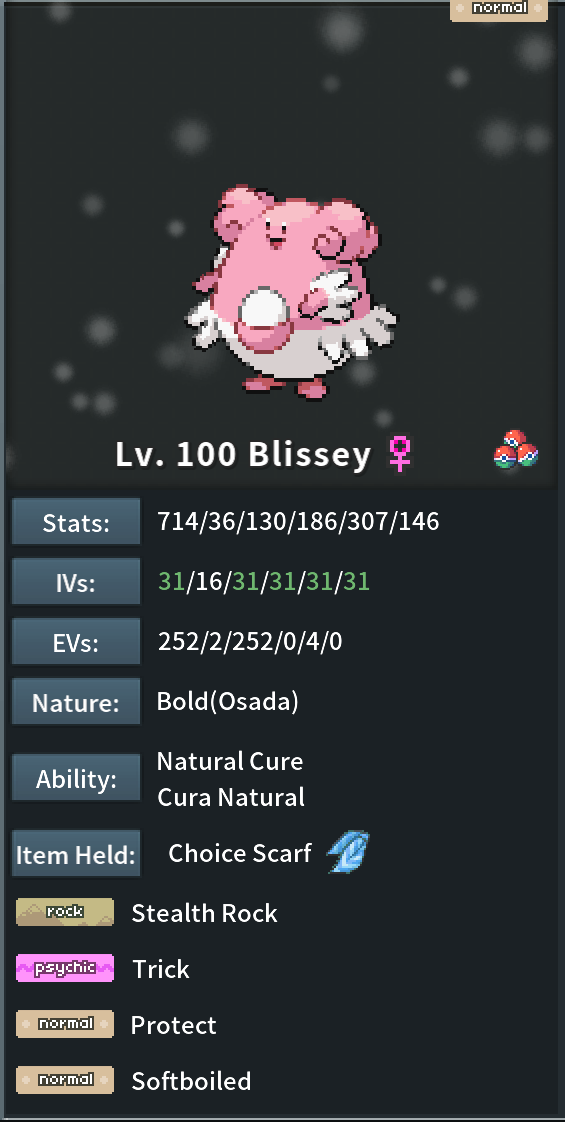 normal
Lv. 100 Blissey ♀
Stats: 714/36/130/186/307/146
IVs: 31/16/31/31/31/31
EVs: 252/2/252/0/4/0
Nature: Bold(Osada)
Ability: Natural Cure
Cura Natural
Item Held: Choice Scarf
rock Stealth Rock
psychic Trick
normal Protect
normal Softboiled